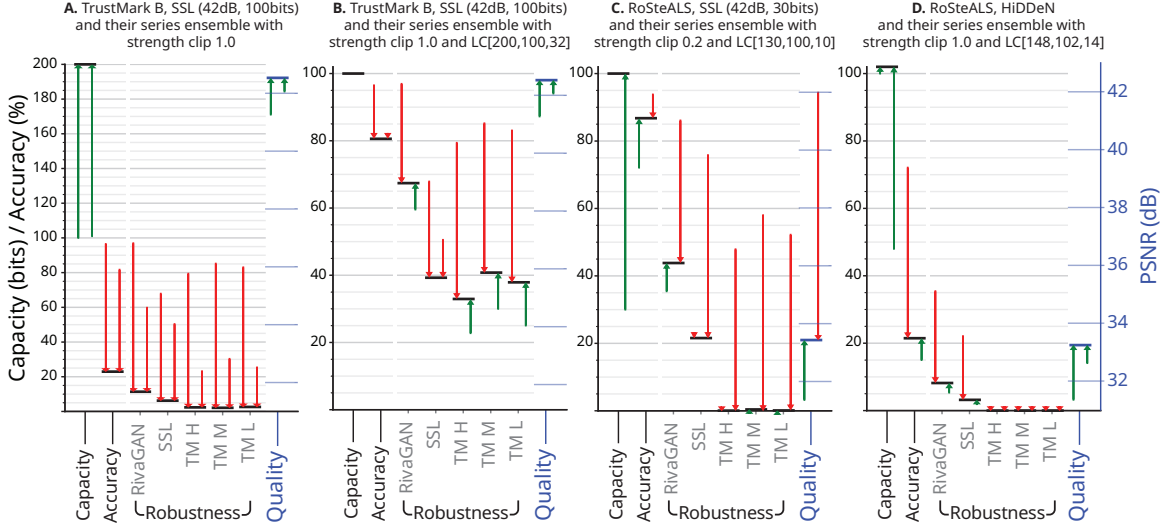 A. TrustMark B, SSL (42dB, 100bits)
and their series ensemble with
strength clip 1.0
B. TrustMark B, SSL (42dB, 100bits)
and their series ensemble with
strength clip 1.0 and LC[200,100,32]
C. RoSteALS, SSL (42dB, 30bits)
and their series ensemble with
strength clip 0.2 and LC[130,100,10]
D. RoSteALS, HiDDeN
and their series ensemble with
strength clip 1.0 and LC[148,102,14]
Capacity (bits) / Accuracy (%)
200
180
160
140
120
100
80
60
40
20
100
80
60
40
20
100
80
60
40
20
100
80
60
40
20
42
40
38
36
34
32
PSNR (dB)
Capacity
Accuracy
RivaGAN
SSL
TM H
TM M
TM L
Quality
Robustness
Capacity
Accuracy
RivaGAN
SSL
TM H
TM M
TM L
Quality
Robustness
Capacity
Accuracy
RivaGAN
SSL
TM H
TM M
TM L
Quality
Robustness
Capacity
Accuracy
RivaGAN
SSL
TM H
TM M
TM L
Quality
Robustness